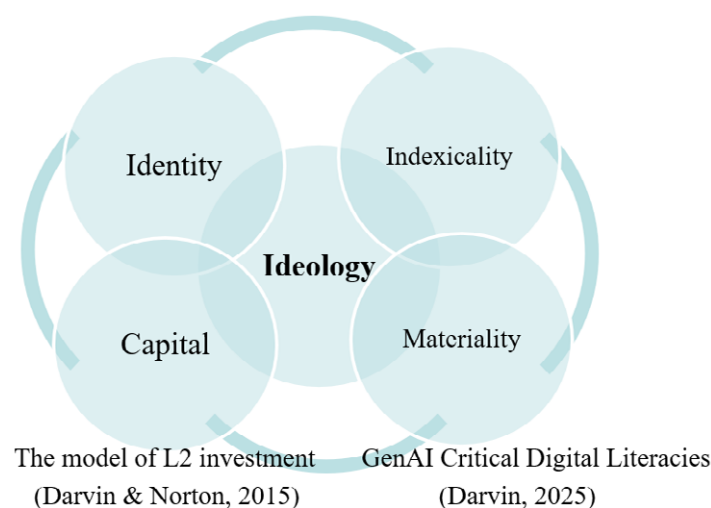 Identity
Indexicality
Ideology
Capital
Materiality
The model of L2 investment
(Darvin & Norton, 2015)
GenAI Critical Digital Literacies
(Darvin, 2025)